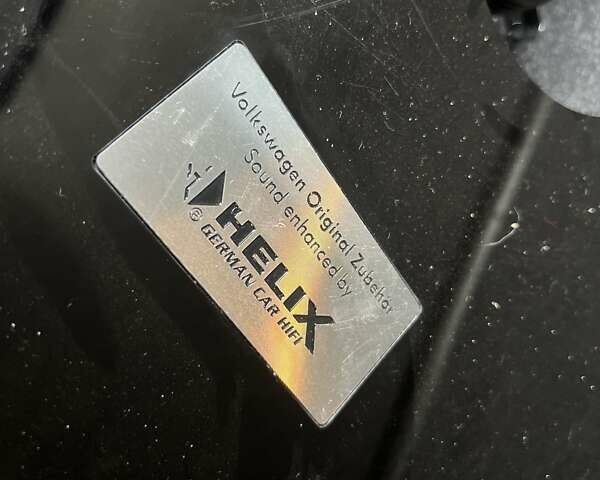 Volkswagen Original Zubehör
Sound enhanced by
HELIX
® GERMAN CAR HIFI